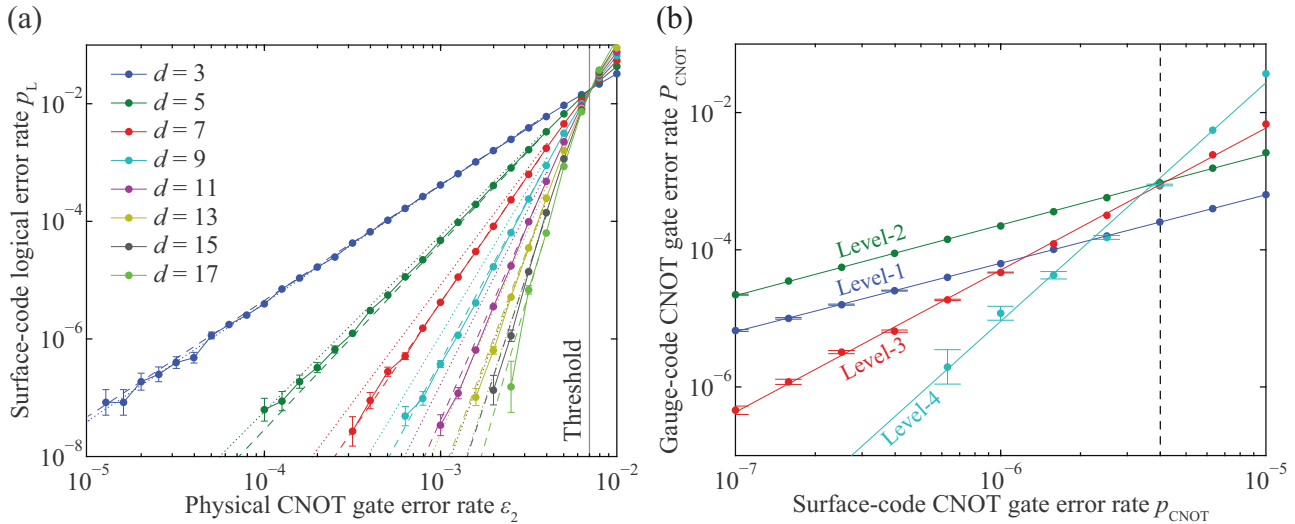 (a)
Surface-code logical error rate p_L
10⁻²
10⁻⁴
10⁻⁶
10⁻⁸
d = 3
d = 5
d = 7
d = 9
d = 11
d = 13
d = 15
d = 17
Threshold
10⁻⁵
10⁻⁴
10⁻³
10⁻²
Physical CNOT gate error rate ε₂
(b)
Gauge-code CNOT gate error rate P_CNOT
10⁻²
10⁻⁴
10⁻⁶
Level-2
Level-1
Level-3
Level-4
10⁻⁷
10⁻⁶
10⁻⁵
Surface-code CNOT gate error rate p_CNOT